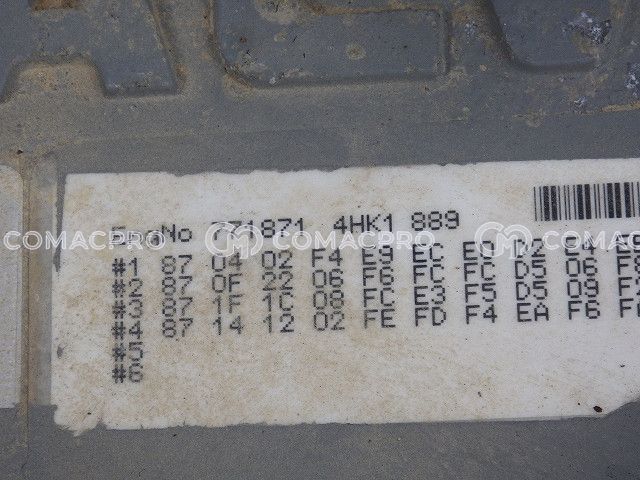 COMACPRO COMACPRO COMACPRO
No 871 4HK1 889
#1 87 04 02 F4 E9 EC D2
#2 87 0F 22 06 F6 FC FC D5 06
#3 87 1F 1C 08 FC E3 F5 D5 09
#4 87 14 12 02 FE FD F4 EA F6
#5
#6